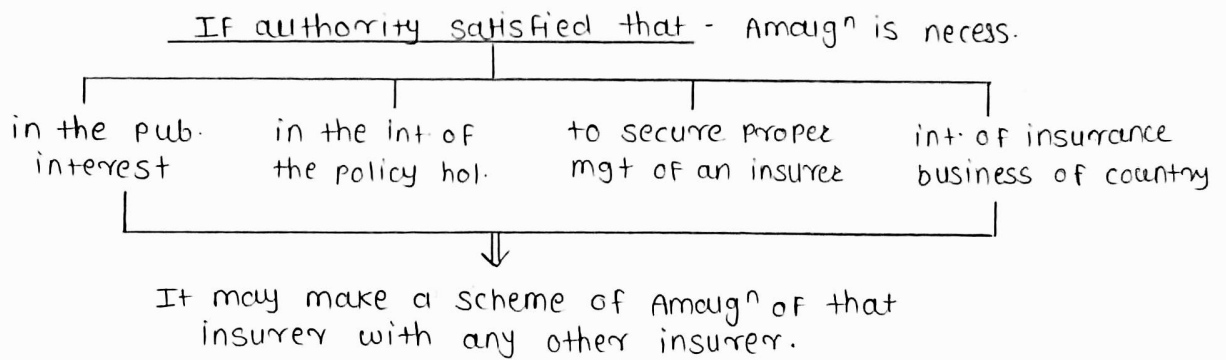 If authority satisfied that - Amalgⁿ is necess.
in the pub. interest
in the int. of the policy hol.
to secure proper mgt of an insurer
int. of insurance business of country
It may make a scheme of Amalgⁿ of that
insurer with any other insurer.